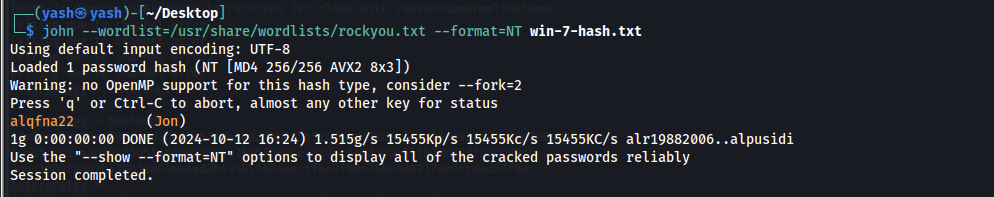 (yash㉿yash)-[~/Desktop]
$ john --wordlist=/usr/share/wordlists/rockyou.txt --format=NT win-7-hash.txt
Using default input encoding: UTF-8
Loaded 1 password hash (NT [MD4 256/256 AVX2 8x3])
Warning: no OpenMP support for this hash type, consider --fork=2
Press 'q' or Ctrl-C to abort, almost any other key for status
alqfna22         (Jon)
1g 0:00:00:00 DONE (2024-10-12 16:24) 1.515g/s 15455Kp/s 15455Kc/s 15455KC/s alr19882006..alpusidi
Use the "--show --format=NT" options to display all of the cracked passwords reliably
Session completed.